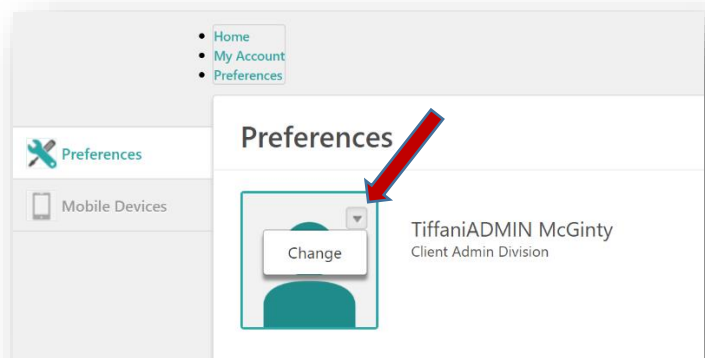 Home
My Account
Preferences
Preferences
Preferences
Mobile Devices
Change
TiffaniADMIN McGinty
Client Admin Division